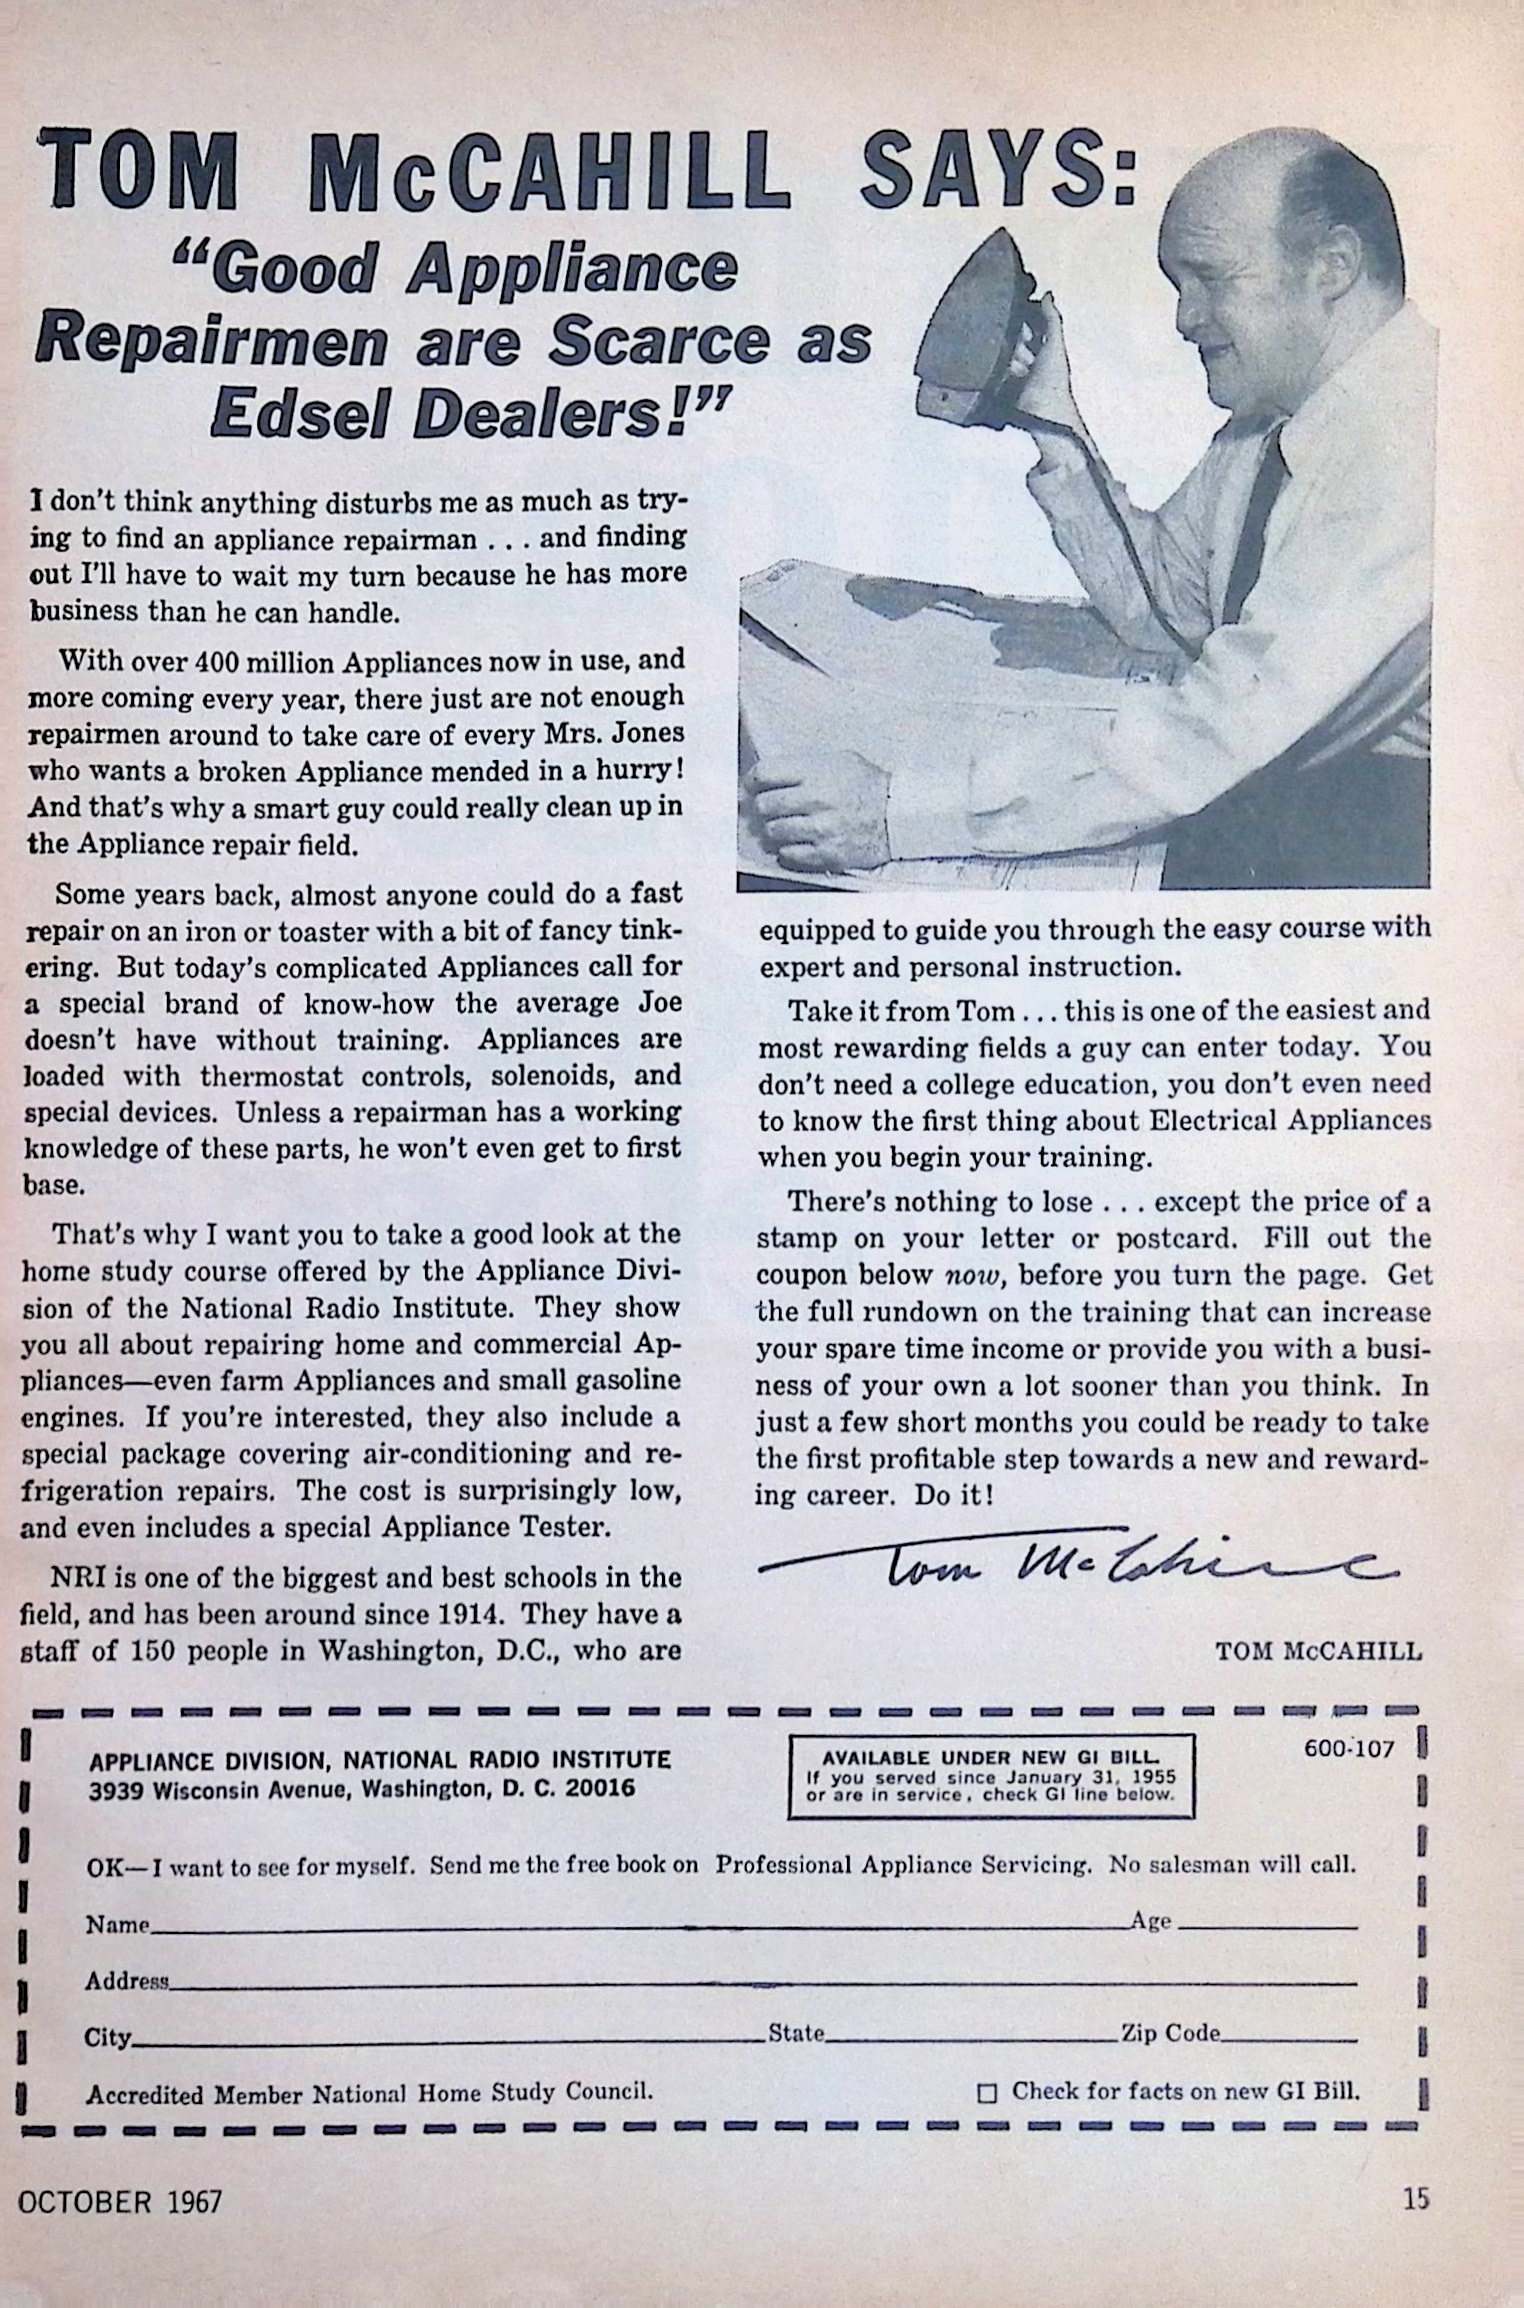 TOM McCAHILL SAYS:
“Good Appliance
Repairmen are Scarce as
Edsel Dealers!”
I don't think anything disturbs me as much as try-
ing to find an appliance repairman . . . and finding
out I'll have to wait my turn because he has more
business than he can handle.
With over 400 million Appliances now in use, and
more coming every year, there just are not enough
repairmen around to take care of every Mrs. Jones
who wants a broken Appliance mended in a hurry!
And that's why a smart guy could really clean up in
the Appliance repair field.
Some years back, almost anyone could do a fast
repair on an iron or toaster with a bit of fancy tink-
ering. But today's complicated Appliances call for
a special brand of know-how the average Joe
doesn't have without training. Appliances are
loaded with thermostat controls, solenoids, and
special devices. Unless a repairman has a working
knowledge of these parts, he won't even get to first
base.
That's why I want you to take a good look at the
home study course offered by the Appliance Divi-
sion of the National Radio Institute. They show
you all about repairing home and commercial Ap-
pliances—even farm Appliances and small gasoline
engines. If you're interested, they also include a
special package covering air-conditioning and re-
frigeration repairs. The cost is surprisingly low,
and even includes a special Appliance Tester.
NRI is one of the biggest and best schools in the
field, and has been around since 1914. They have a
staff of 150 people in Washington, D.C., who are
equipped to guide you through the easy course with
expert and personal instruction.
Take it from Tom . . . this is one of the easiest and
most rewarding fields a guy can enter today. You
don't need a college education, you don't even need
to know the first thing about Electrical Appliances
when you begin your training.
There's nothing to lose . . . except the price of a
stamp on your letter or postcard. Fill out the
coupon below now, before you turn the page. Get
the full rundown on the training that can increase
your spare time income or provide you with a busi-
ness of your own a lot sooner than you think. In
just a few short months you could be ready to take
the first profitable step towards a new and reward-
ing career. Do it!
Tom McCahill
TOM McCAHILL
APPLIANCE DIVISION, NATIONAL RADIO INSTITUTE
3939 Wisconsin Avenue, Washington, D. C. 20016
AVAILABLE UNDER NEW GI BILL.
If you served since January 31, 1955
or are in service, check GI line below.
600-107
OK—I want to see for myself. Send me the free book on Professional Appliance Servicing. No salesman will call.
Name Age
Address
City State Zip Code
Accredited Member National Home Study Council. □ Check for facts on new GI Bill.
OCTOBER 1967 15